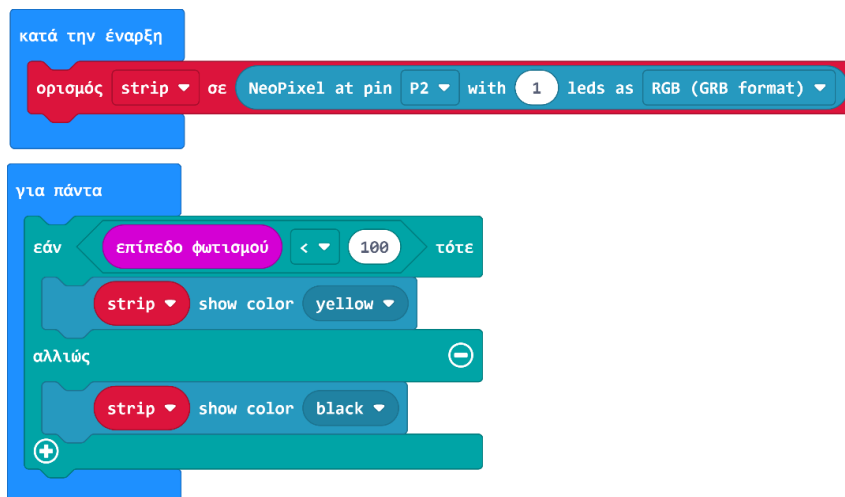 κατά την έναρξη
ορισμός strip σε NeoPixel at pin P2 with 1 leds as RGB (GRB format)
για πάντα
εάν επίπεδο φωτισμού < 100 τότε
strip show color yellow
αλλιώς
strip show color black